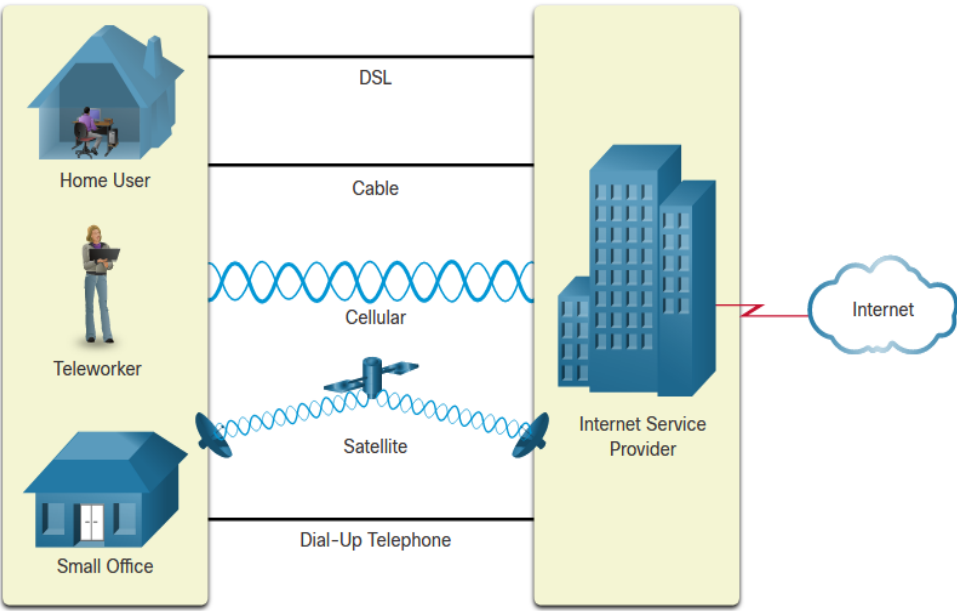 Home User
Teleworker
Small Office
DSL
Cable
Cellular
Satellite
Dial-Up Telephone
Internet Service
Provider
Internet